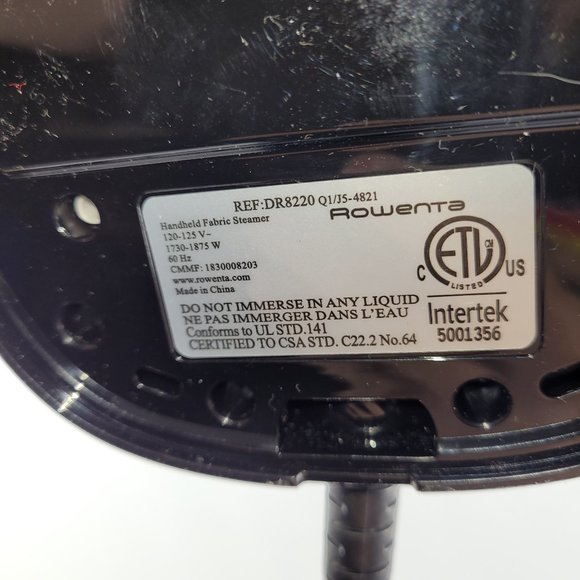 REF:DR8220 Q1/J5-4821
Rowenta
Handheld Fabric Steamer
120-125 V~
1730-1875 W
60 Hz
CMMF: 1830008203
www.rowenta.com
Made in China
DO NOT IMMERSE IN ANY LIQUID
NE PAS IMMERGER DANS L'EAU
Conforms to UL STD.141
CERTIFIED TO CSA STD. C22.2 No.64
ETL CM
LISTED
C US
Intertek
5001356